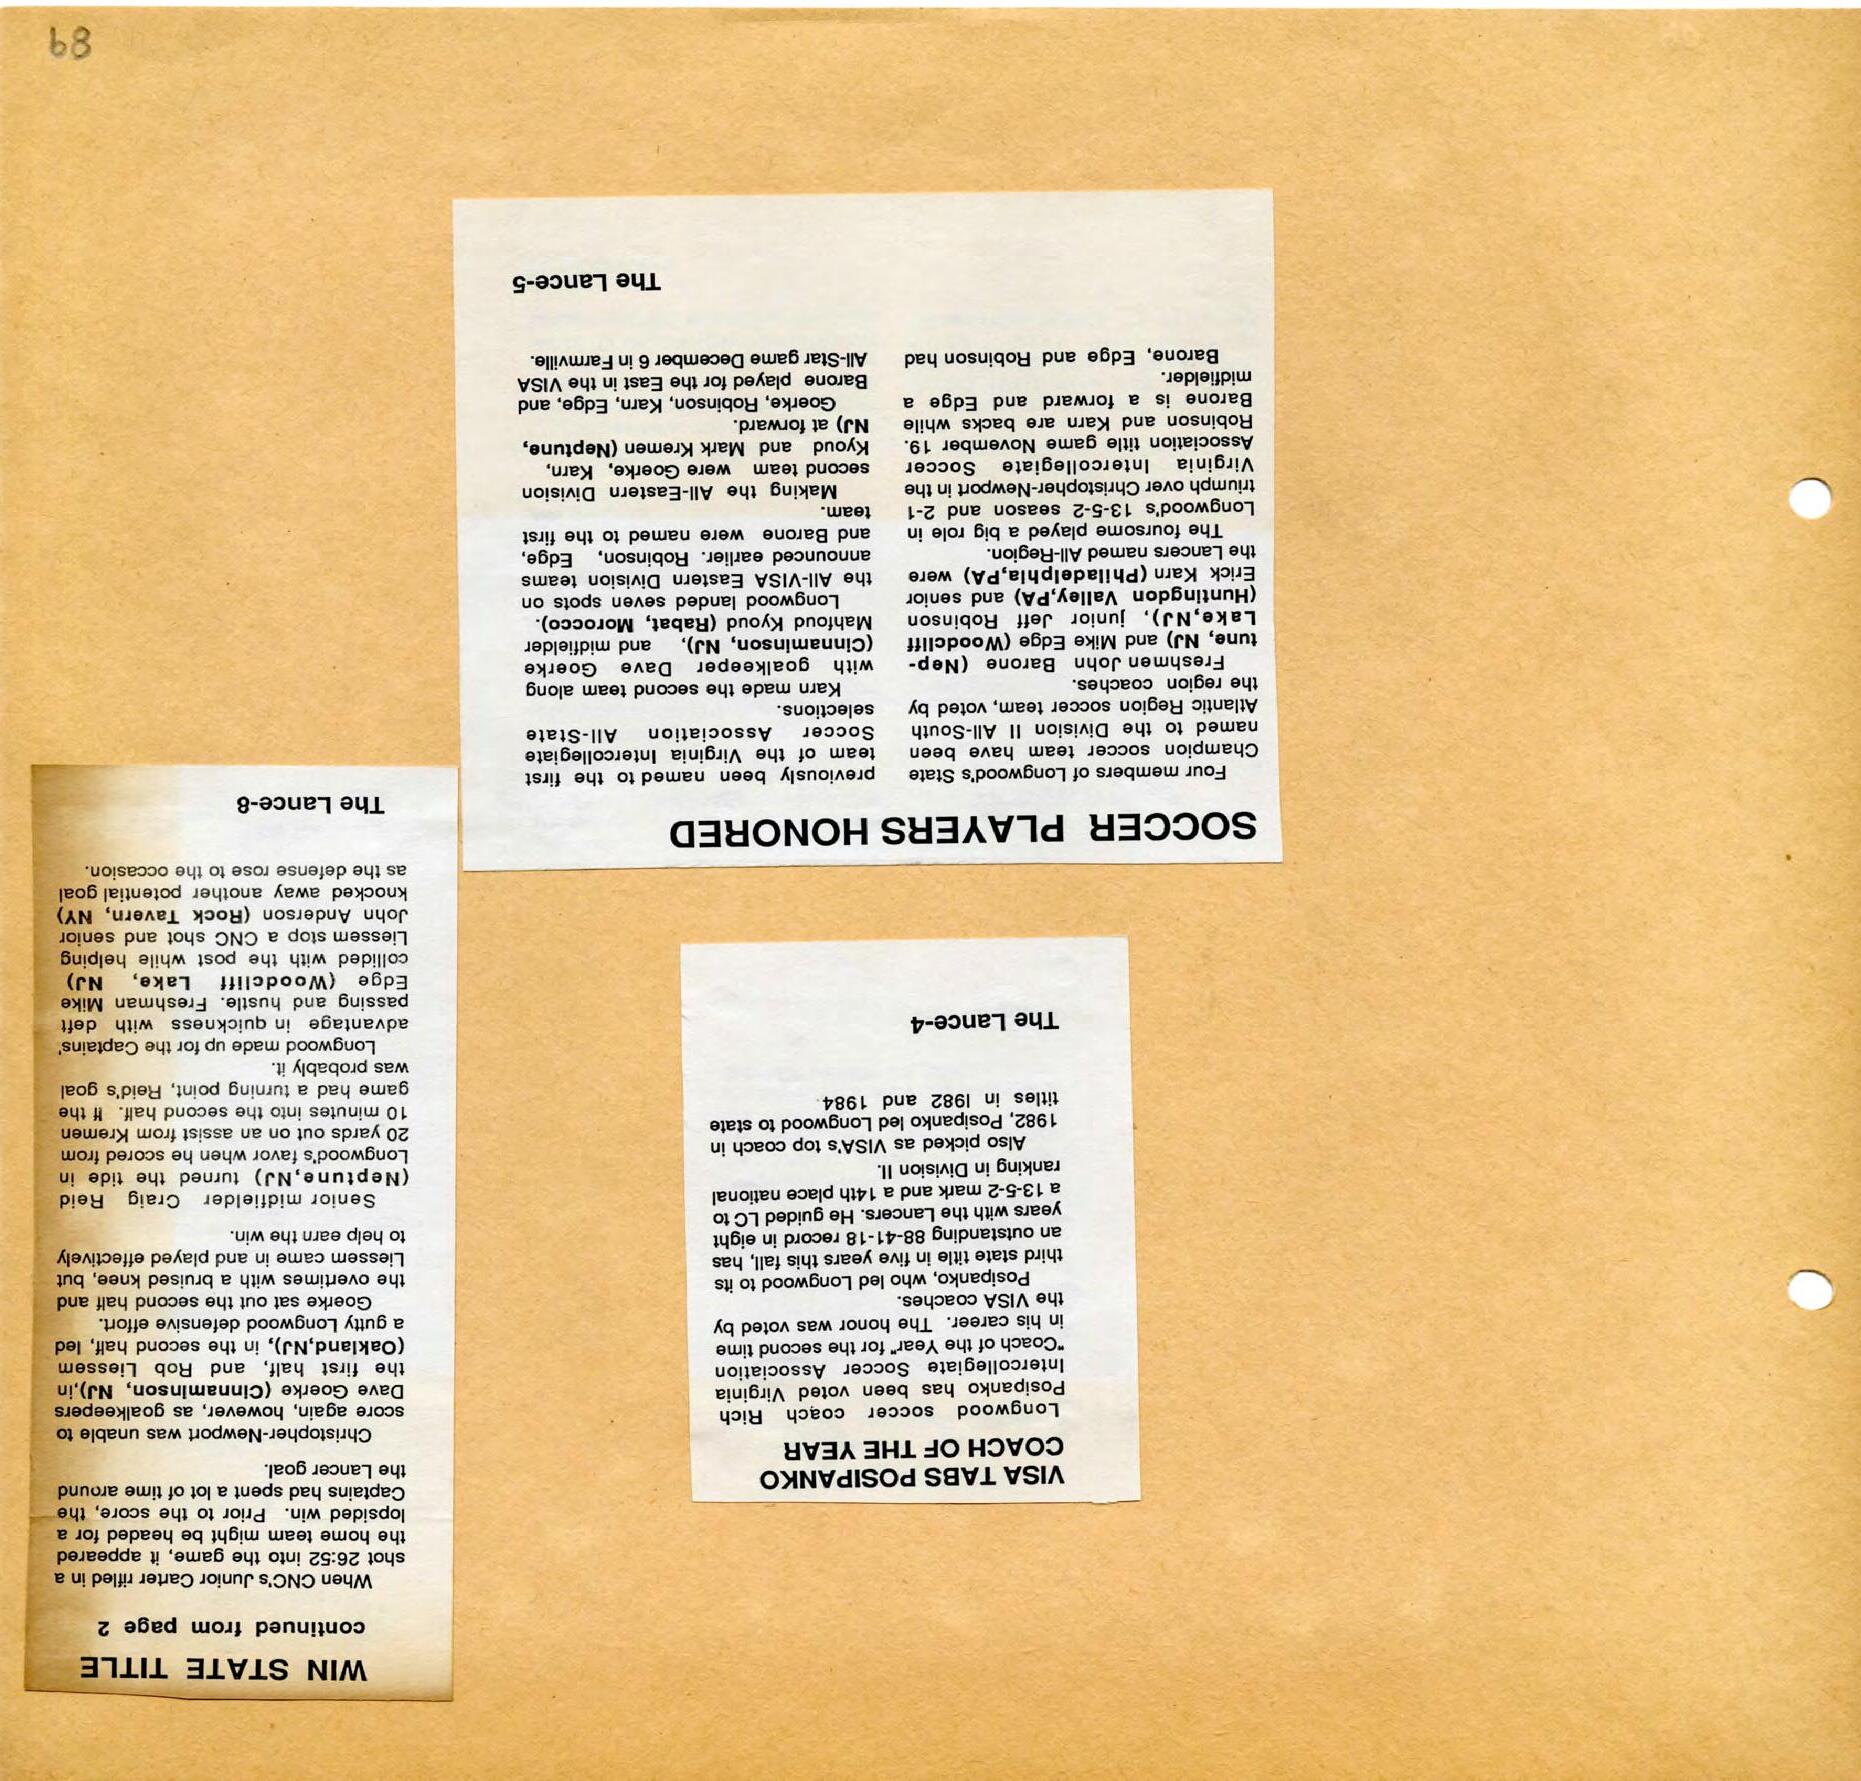 WIN STATE TITLE
continued from page 2
When CNC's Junior Carter rifled in a
shot 26:52 into the game, it appeared
the home team might be headed for a
lopsided win. Prior to the score, the
Captains had spent a lot of time around
the Lancer goal.
Christopher-Newport was unable to
score again, however, as goalkeepers
Dave Goerke (Cinnaminson, NJ),in
the first half, and Rob Liessem
(Oakland,NJ), in the second half, led
a gutty Longwood defensive effort.
Goerke sat out the second half and
the overtimes with a bruised knee, but
Liessem came in and played effectively
to help earn the win.
Senior midfielder Craig Reid
(Neptune,NJ) turned the tide in
Longwood's favor when he scored from
20 yards out on an assist from Kremen
10 minutes into the second half. If the
game had a turning point, Reid's goal
was probably it.
Longwood made up for the Captains'
advantage in quickness with deft
passing and hustle. Freshman Mike
Edge (Woodcliff Lake, NJ)
collided with the post while helping
Liessem stop a CNC shot and senior
John Anderson (Rock Tavern, NY)
knocked away another potential goal
as the defense rose to the occasion.
The Lance-8
VISA TABS POSIPANKO
COACH OF THE YEAR
Longwood soccer coach Rich
Posipanko has been voted Virginia
Intercollegiate Soccer Association
"Coach of the Year" for the second time
in his career. The honor was voted by
the VISA coaches.
Posipanko, who led Longwood to its
third state title in five years this fall, has
an outstanding 88-41-18 record in eight
years with the Lancers. He guided LC to
a 13-5-2 mark and a 14th place national
ranking in Division II.
Also picked as VISA's top coach in
1982, Posipanko led Longwood to state
titles in 1982 and 1984.
The Lance-4
SOCCER PLAYERS HONORED
Four members of Longwood's State
Champion soccer team have been
named to the Division II All-South
Atlantic Region soccer team, voted by
the region coaches.
Freshmen John Barone (Nep-
tune, NJ) and Mike Edge (Woodcliff
Lake,NJ), junior Jeff Robinson
(Huntingdon Valley,PA) and senior
Erick Karn (Philadelphia,PA) were
the Lancers named All-Region.
The foursome played a big role in
Longwood's 13-5-2 season and 2-1
triumph over Christopher-Newport in the
Virginia Intercollegiate Soccer
Association title game November 19.
Robinson and Karn are backs while
Barone is a forward and Edge a
midfielder.
Barone, Edge and Robinson had
previously been named to the first
team of the Virginia Intercollegiate
Soccer Association All-State
selections.
Karn made the second team along
with goalkeeper Dave Goerke
(Cinnaminson, NJ), and midfielder
Mahfoud Kyoud (Rabat, Morocco).
Longwood landed seven spots on
the All-VISA Eastern Division teams
announced earlier. Robinson, Edge,
and Barone were named to the first
team.
Making the All-Eastern Division
second team were Goerke, Karn,
Kyoud and Mark Kremen (Neptune,
NJ) at forward.
Goerke, Robinson, Karn, Edge, and
Barone played for the East in the VISA
All-Star game December 6 in Farmville.
The Lance-5
89